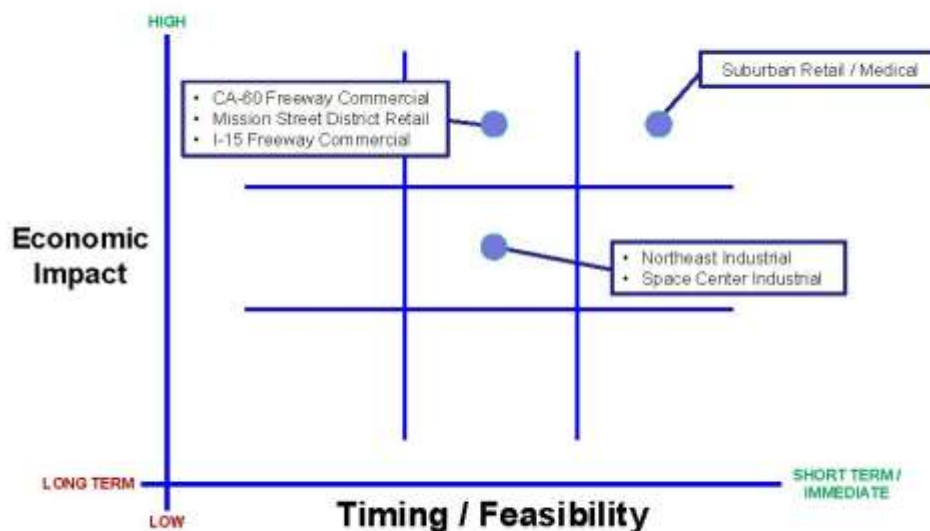 HIGH
Suburban Retail / Medical
• CA-60 Freeway Commercial
• Mission Street District Retail
• I-15 Freeway Commercial
Economic
Impact
• Northeast Industrial
• Space Center Industrial
LONG TERM
SHORT TERM /
IMMEDIATE
LOW
Timing / Feasibility